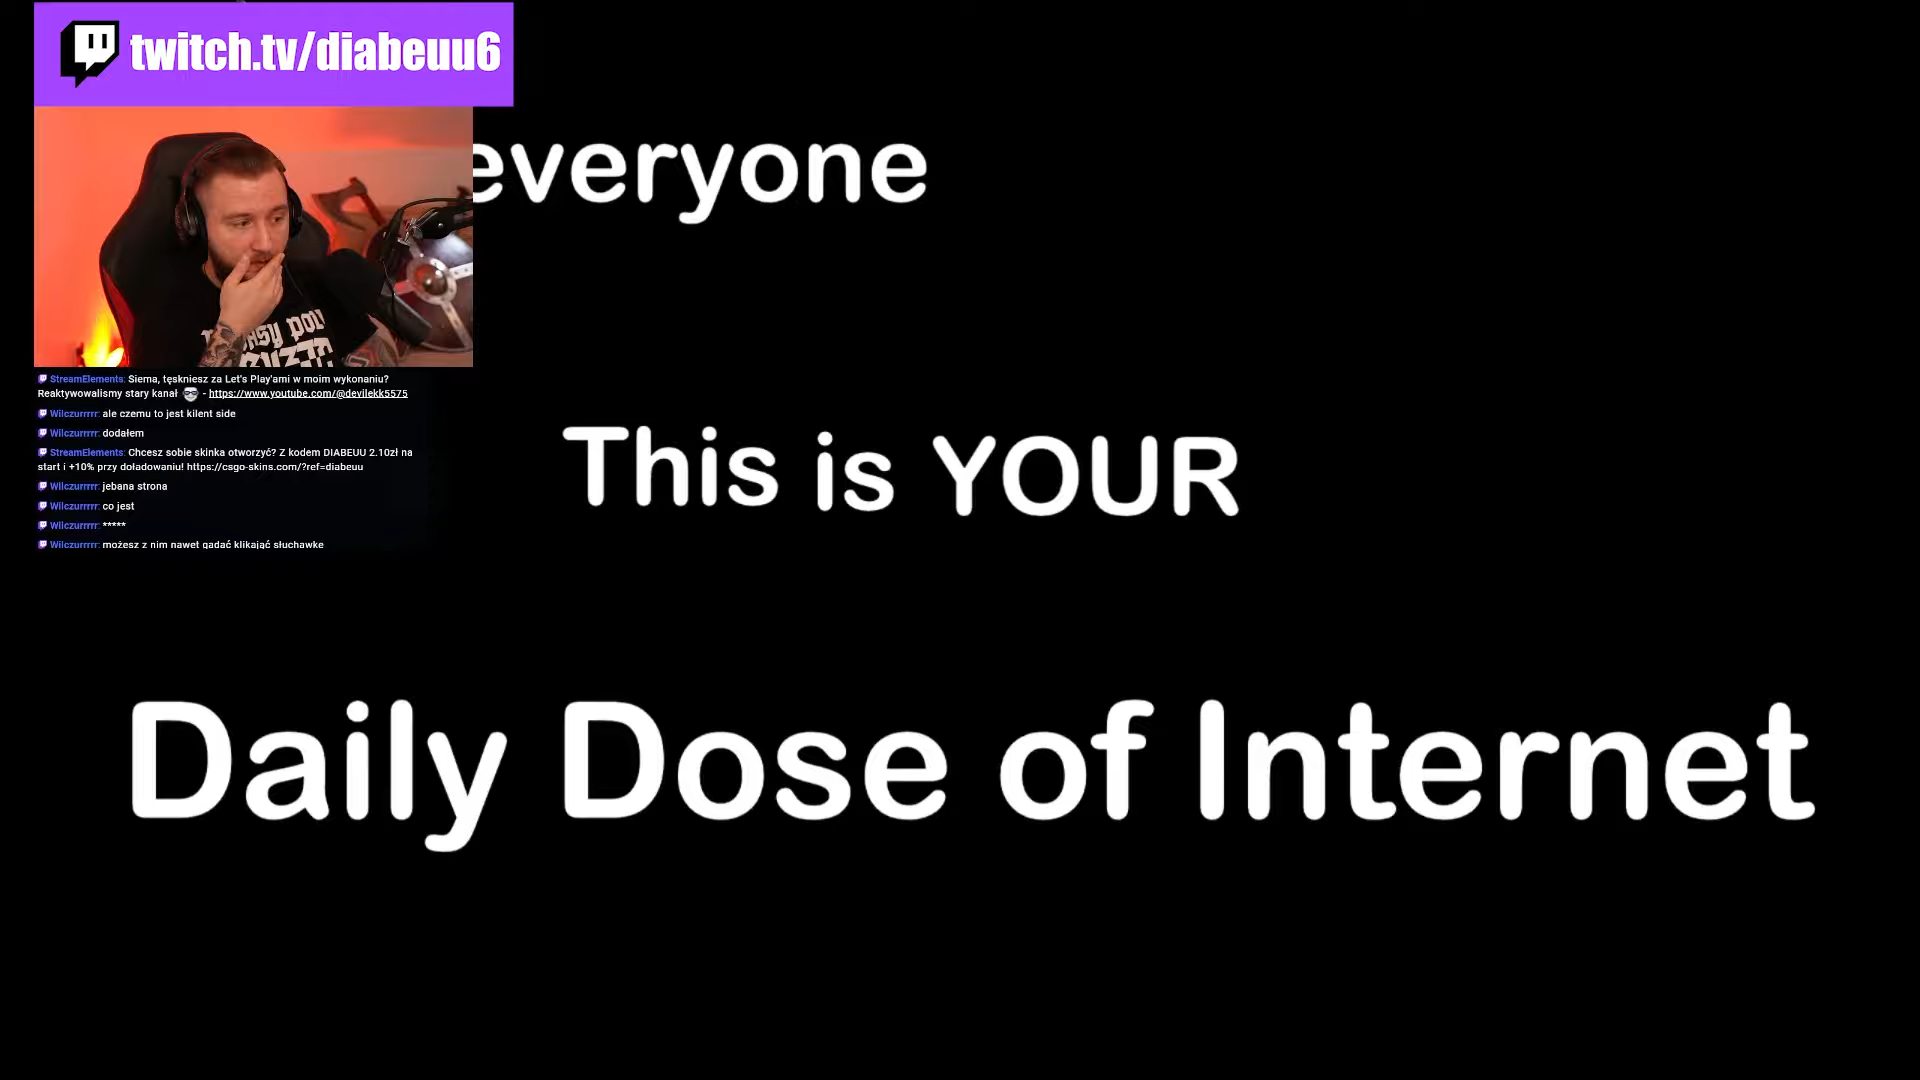 twitch.tv/diabeuu6
everyone
StreamElements: Siema, tęskniesz za Let's Play'ami w moim wykonaniu?
Reaktywowalismy stary kanał - https://www.youtube.com/@devilekk5575
Wilczurrrrr: ale czemu to jest kilent side
Wilczurrrrr: dodałem
StreamElements: Chcesz sobie skinka otworzyć? Z kodem DIABEUU 2.10zł na
start i +10% przy doładowaniu! https://csgo-skins.com/?ref=diabeuu
Wilczurrrrr: jebana strona
Wilczurrrrr: co jest
Wilczurrrrr: *****
Wilczurrrrr: możesz z nim nawet gadać klikając słuchawke
This is YOUR
Daily Dose of Internet